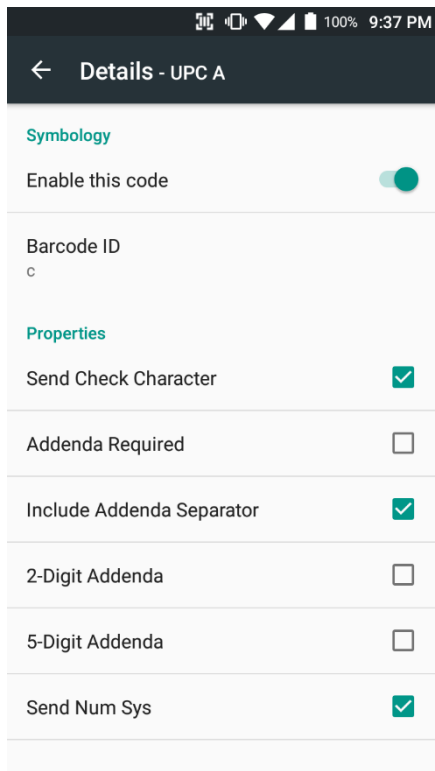 100% 9:37 PM
Details - UPC A
Symbology
Enable this code
Barcode ID
c
Properties
Send Check Character
Addenda Required
Include Addenda Separator
2-Digit Addenda
5-Digit Addenda
Send Num Sys